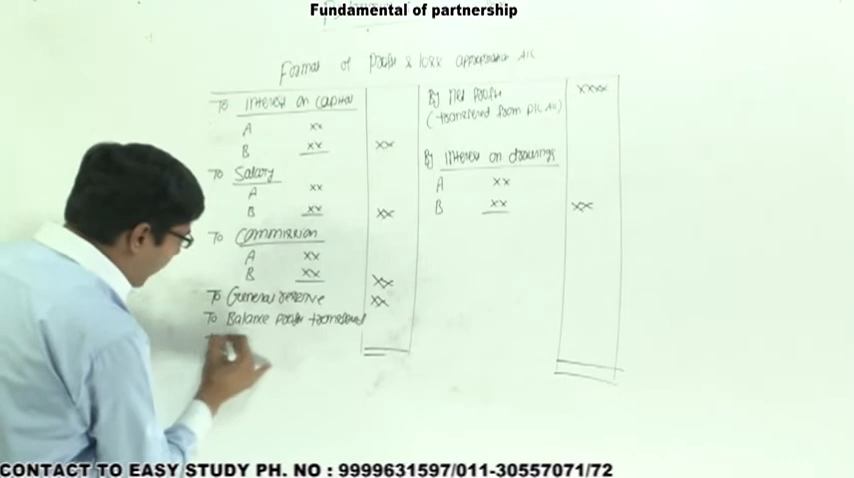 Fundamental of partnership
Format of Profit & loss appropriation A/C
To Interest on capital
A xx
B xx xx
To Salary
A xx
B xx xx
To Commission
A xx
B xx xx
To General reserve xx
To Balance profit transferred
By Net Profit xxxx
(transfered from P/L A/C)
By Interest on drawings
A xx
B xx xx
CONTACT TO EASY STUDY PH. NO : 9999631597/011-30557071/72